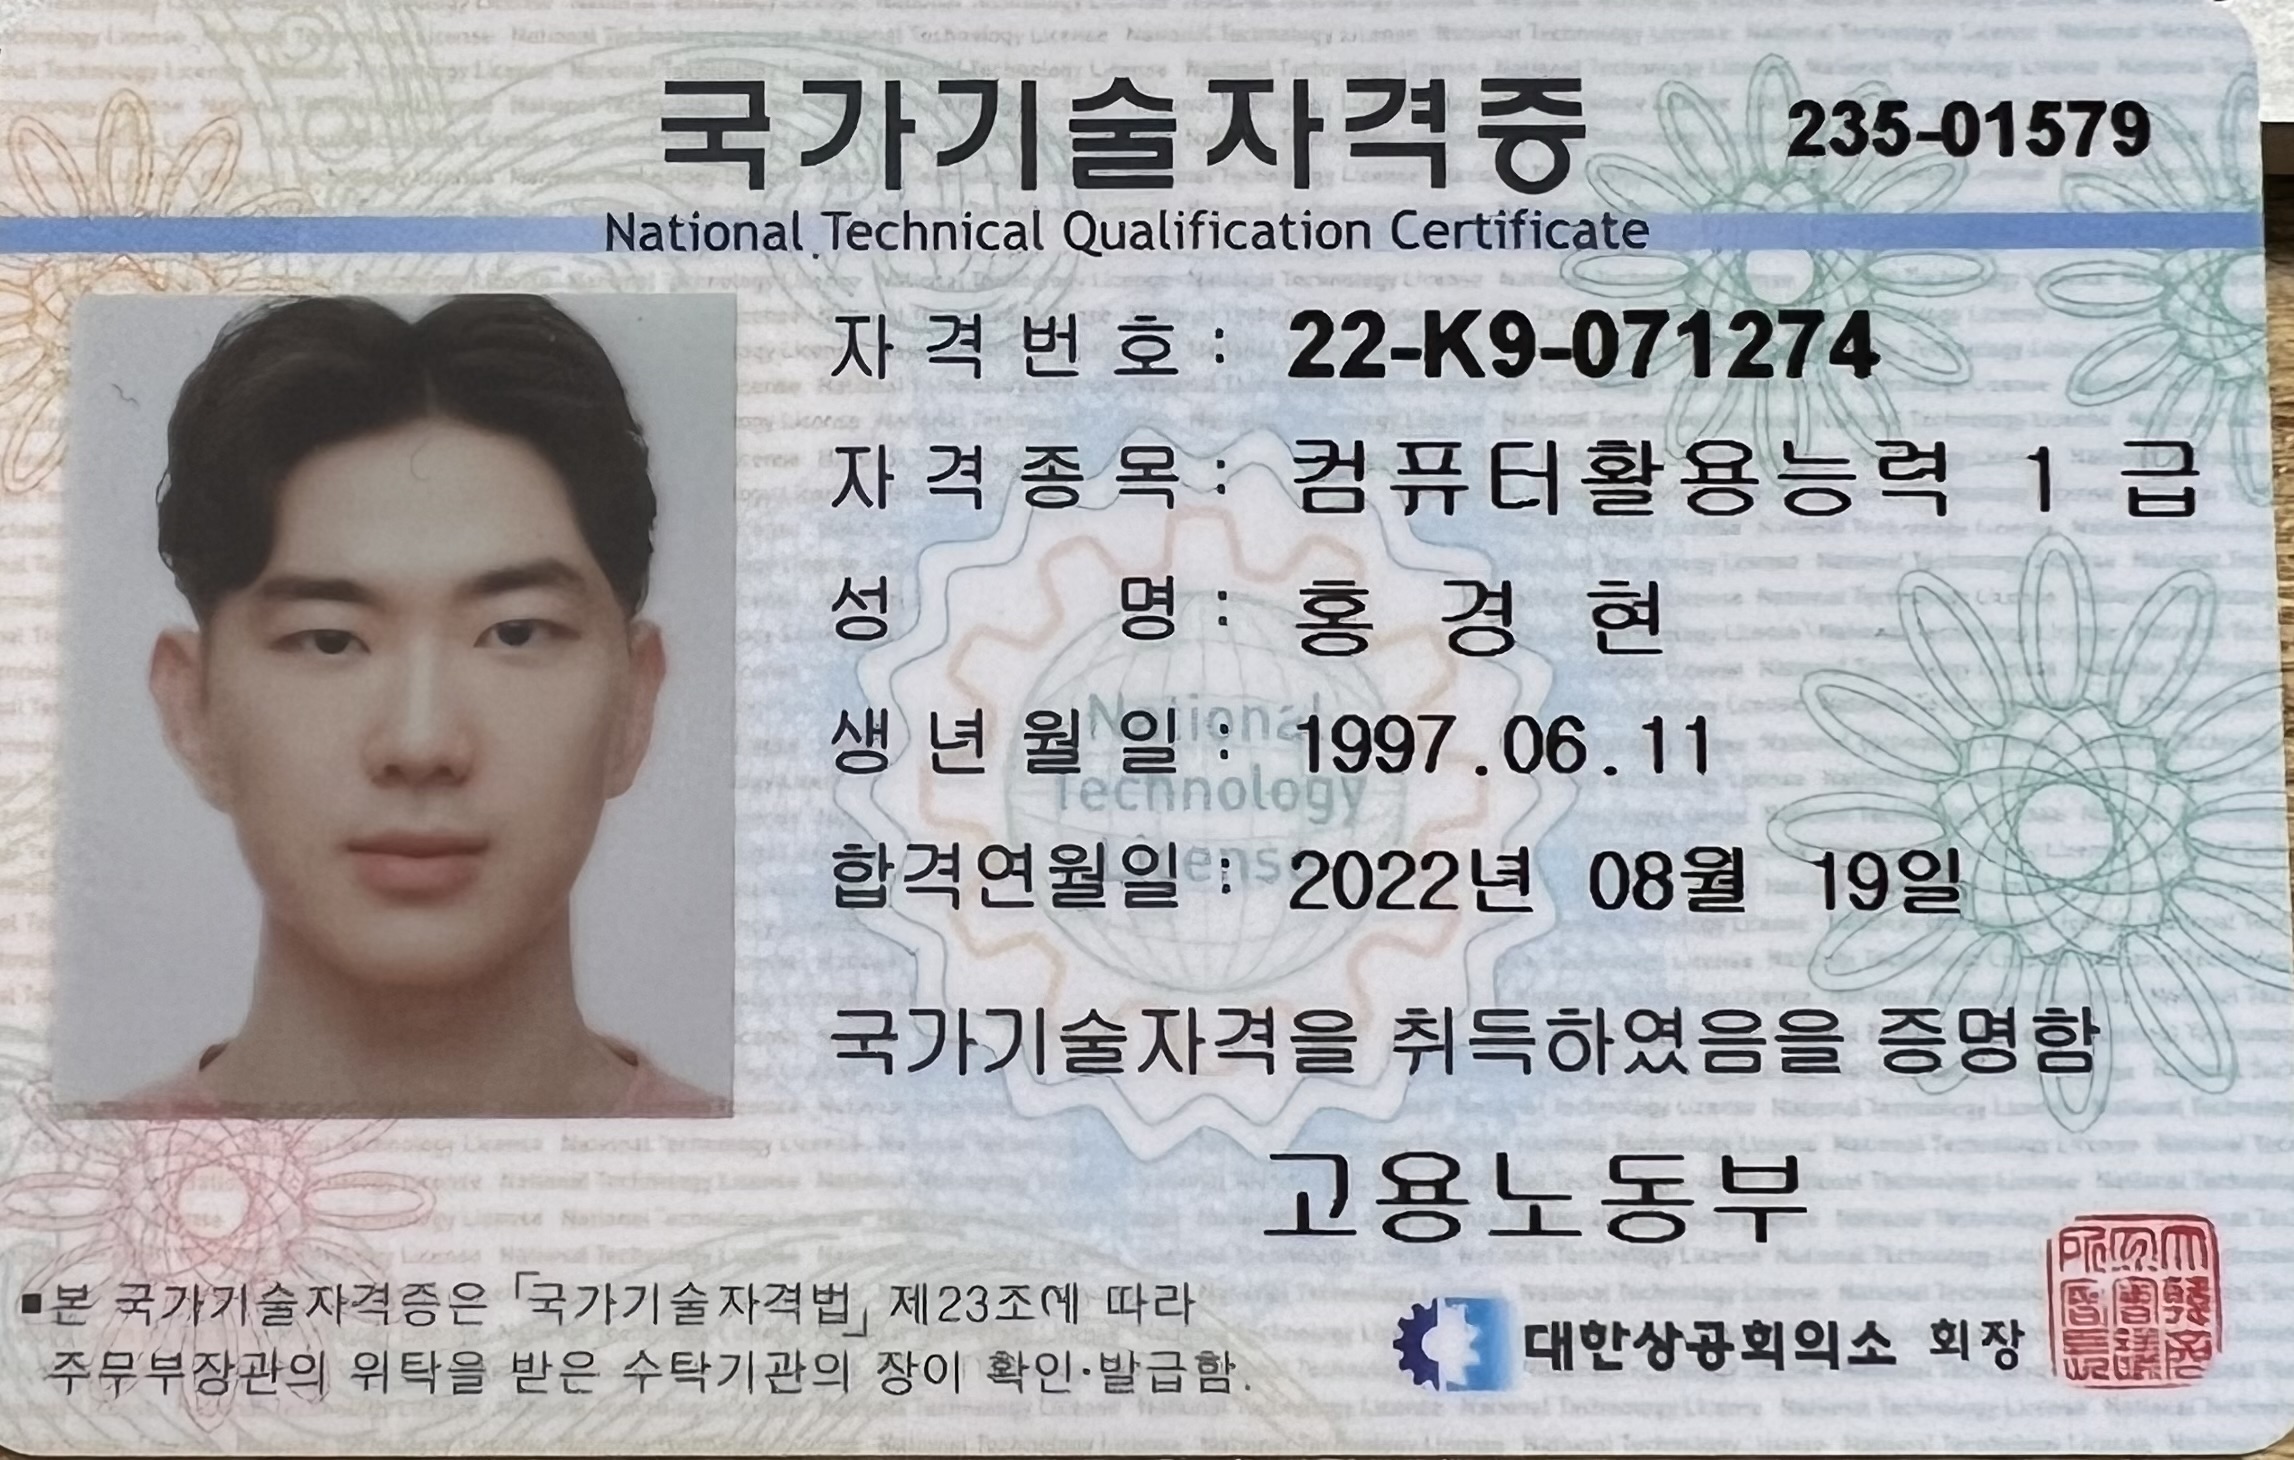 국가기술자격증
235-01579
National Technical Qualification Certificate
자격번호: 22-K9-071274
자격종목: 컴퓨터활용능력 1급
성 명: 홍경현
생년월일: 1997.06.11
합격연월일: 2022년 08월 19일
National
Technology
License
국가기술자격을 취득하였음을 증명함
고용노동부
■본 국가기술자격증은 「국가기술자격법」 제23조에 따라
주무부장관의 위탁을 받은 수탁기관의 장이 확인·발급함.
대한상공회의소 회장